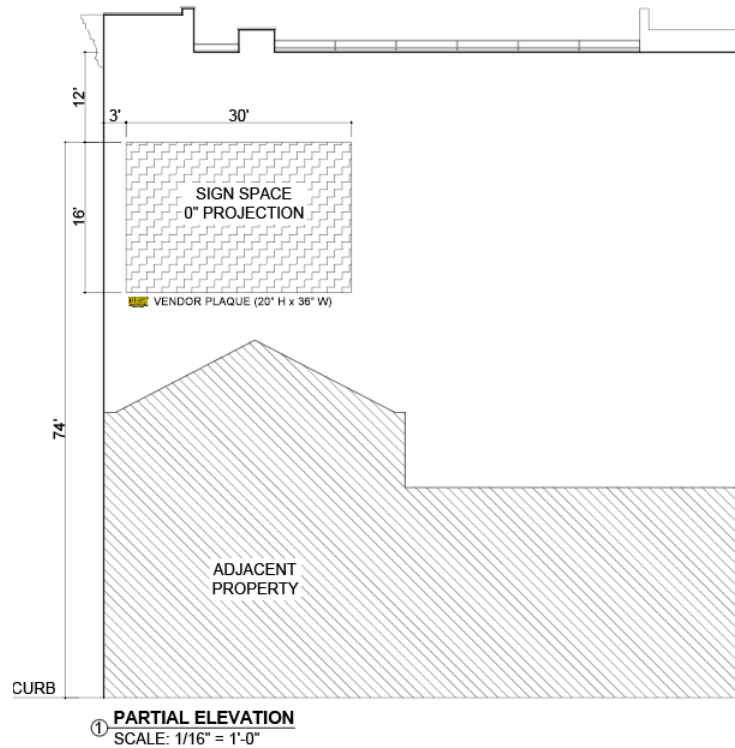 12'
3'
30'
SIGN SPACE
0" PROJECTION
16'
VENDOR PLAQUE (20" H x 36" W)
74'
ADJACENT
PROPERTY
CURB
1 PARTIAL ELEVATION
SCALE: 1/16" = 1'-0"